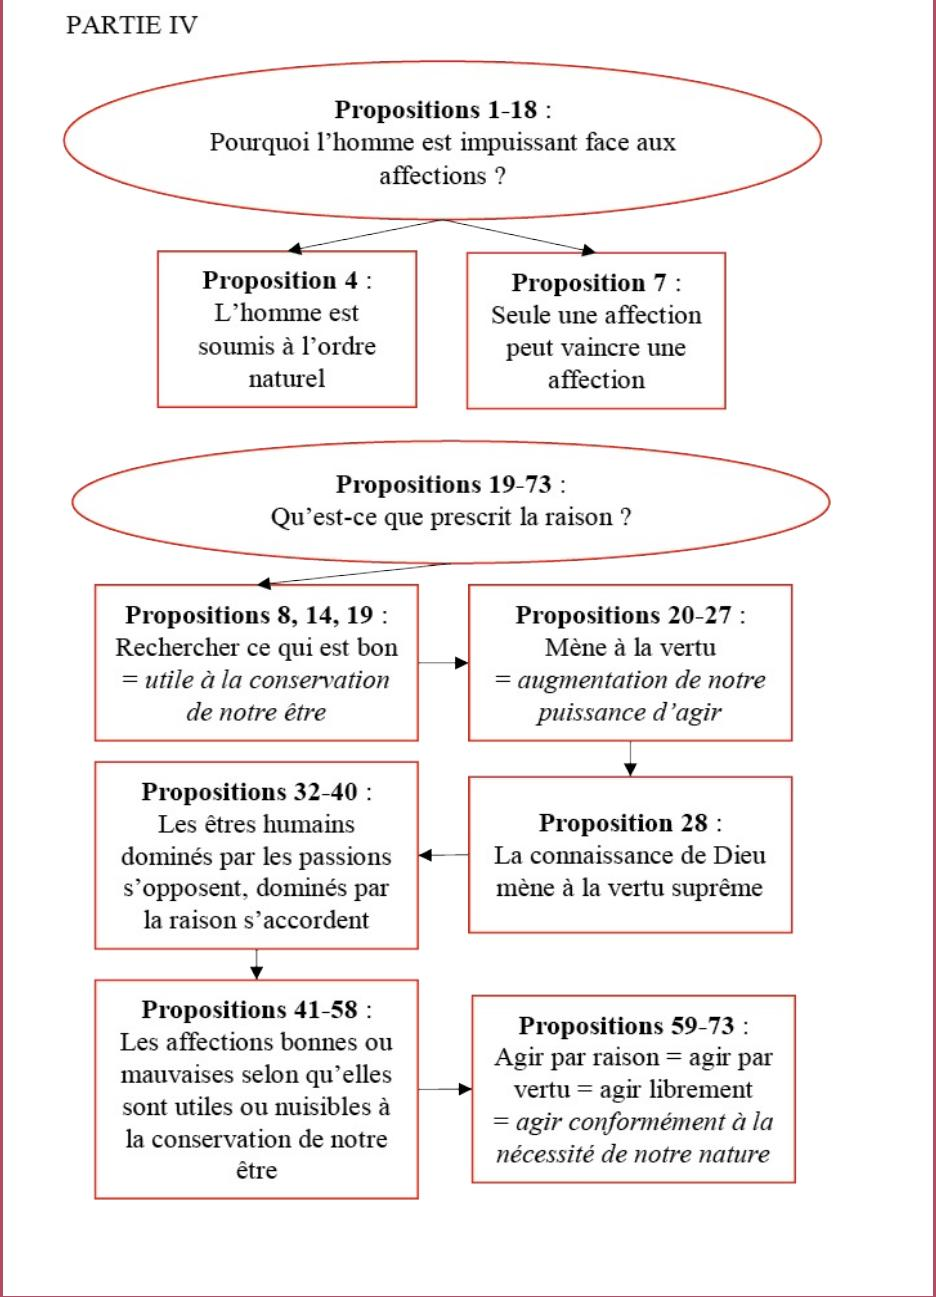 PARTIE IV
Propositions 1-18 :
Pourquoi l’homme est impuissant face aux
affections ?
Proposition 4 :
L’homme est
soumis à l’ordre
naturel
Proposition 7 :
Seule une affection
peut vaincre une
affection
Propositions 19-73 :
Qu’est-ce que prescrit la raison ?
Propositions 8, 14, 19 :
Rechercher ce qui est bon
= utile à la conservation
de notre être
Propositions 20-27 :
Mène à la vertu
= augmentation de notre
puissance d’agir
Proposition 28 :
La connaissance de Dieu
mène à la vertu suprême
Propositions 32-40 :
Les êtres humains
dominés par les passions
s’opposent, dominés par
la raison s’accordent
Propositions 41-58 :
Les affections bonnes ou
mauvaises selon qu’elles
sont utiles ou nuisibles à
la conservation de notre
être
Propositions 59-73 :
Agir par raison = agir par
vertu = agir librement
= agir conformément à la
nécessité de notre nature